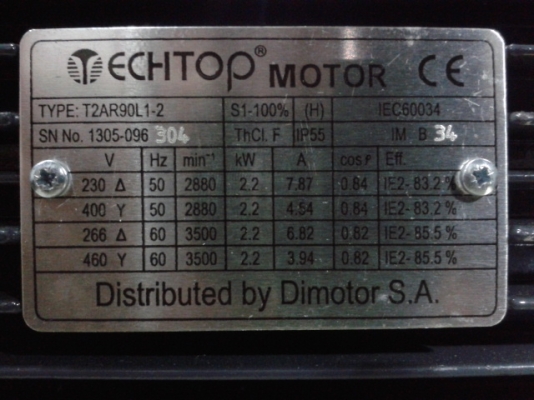 TECHTOP® MOTOR CE
TYPE: T2AR90L1-2 S1-100% (H) IEC60034
SN No. 1305-096 304 ThCl. F IP55 IM B 34
V Hz min⁻¹ kW A cosφ Eff.
230 Δ 50 2880 2.2 7.87 0.84 IE2- 83.2 %
400 Y 50 2880 2.2 4.54 0.84 IE2- 83.2 %
266 Δ 60 3500 2.2 6.82 0.82 IE2- 85.5 %
460 Y 60 3500 2.2 3.94 0.82 IE2- 85.5 %
Distributed by Dimotor S.A.